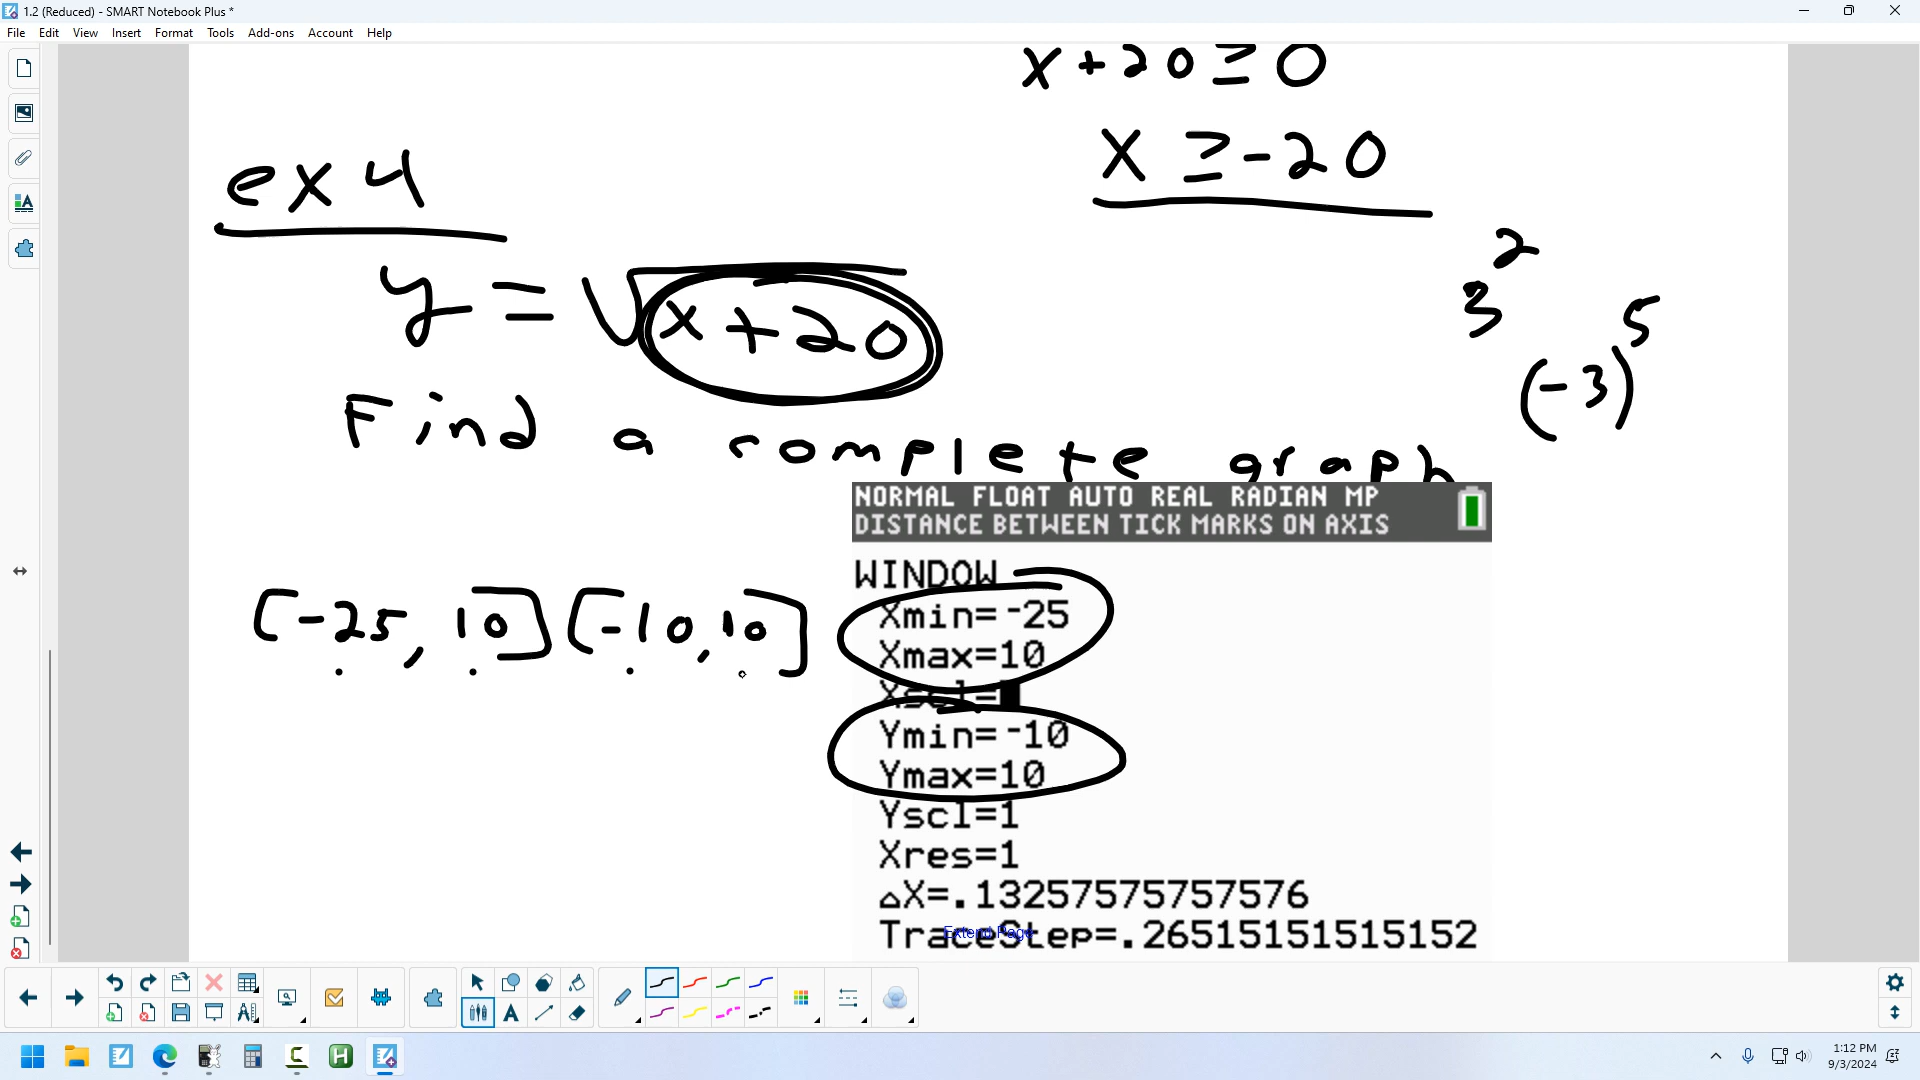 1.2 (Reduced) - SMART Notebook Plus *
File Edit View Insert Format Tools Add-ons Account Help
x + 20 ≥ 0
x ≥ -20
ex 4
y = √x + 20
3²
(-3)⁵
Find a complete graph
[-25, 10] [-10, 10]
NORMAL FLOAT AUTO REAL RADIAN MP
DISTANCE BETWEEN TICK MARKS ON AXIS
WINDOW
Xmin=-25
Xmax=10
Xscl=
Ymin=-10
Ymax=10
Yscl=1
Xres=1
△X=.13257575757576
TraceStep=.26515151515152
Extend Page
1:12 PM
9/3/2024